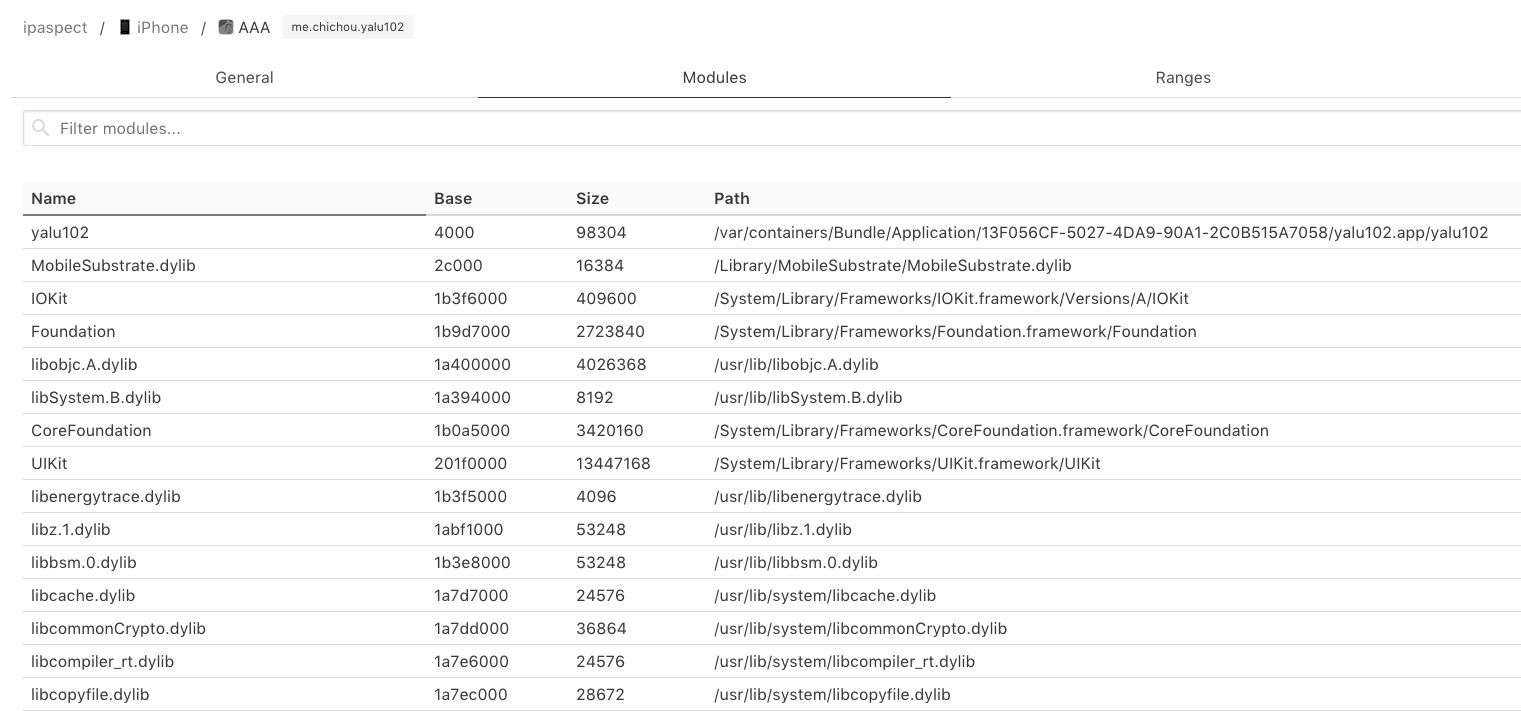 ipaspect / iPhone / AAA me.chichou.yalu102
General Modules Ranges
Filter modules...
Name Base Size Path
yalu102 4000 98304 /var/containers/Bundle/Application/13F056CF-5027-4DA9-90A1-2C0B515A7058/yalu102.app/yalu102
MobileSubstrate.dylib 2c000 16384 /Library/MobileSubstrate/MobileSubstrate.dylib
IOKit 1b3f6000 409600 /System/Library/Frameworks/IOKit.framework/Versions/A/IOKit
Foundation 1b9d7000 2723840 /System/Library/Frameworks/Foundation.framework/Foundation
libobjc.A.dylib 1a400000 4026368 /usr/lib/libobjc.A.dylib
libSystem.B.dylib 1a394000 8192 /usr/lib/libSystem.B.dylib
CoreFoundation 1b0a5000 3420160 /System/Library/Frameworks/CoreFoundation.framework/CoreFoundation
UIKit 201f0000 13447168 /System/Library/Frameworks/UIKit.framework/UIKit
libenergytrace.dylib 1b3f5000 4096 /usr/lib/libenergytrace.dylib
libz.1.dylib 1abf1000 53248 /usr/lib/libz.1.dylib
libbsm.0.dylib 1b3e8000 53248 /usr/lib/libbsm.0.dylib
libcache.dylib 1a7d7000 24576 /usr/lib/system/libcache.dylib
libcommonCrypto.dylib 1a7dd000 36864 /usr/lib/system/libcommonCrypto.dylib
libcompiler_rt.dylib 1a7e6000 24576 /usr/lib/system/libcompiler_rt.dylib
libcopyfile.dylib 1a7ec000 28672 /usr/lib/system/libcopyfile.dylib